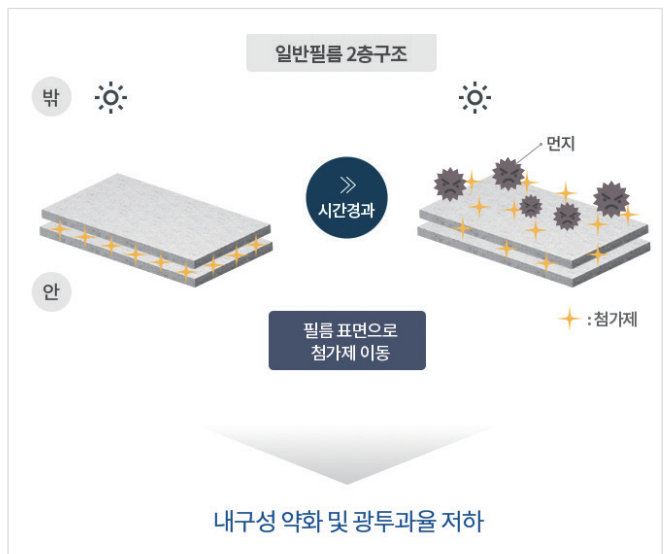 일반필름 2층구조
밖
먼지
시간경과
안
: 첨가제
필름 표면으로
첨가제 이동
내구성 약화 및 광투과율 저하